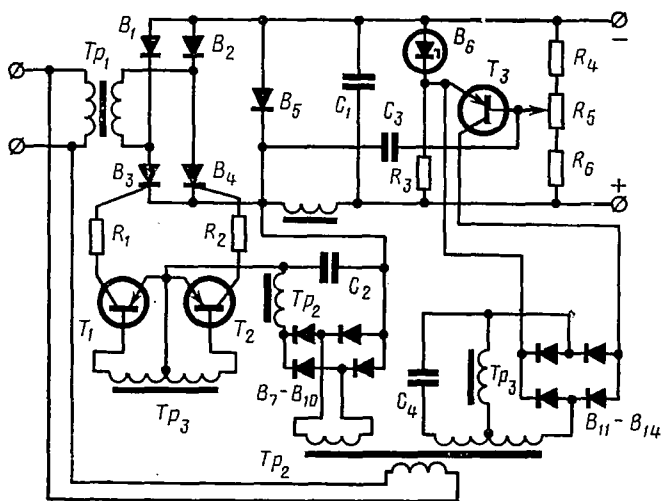 B1 B2 B6 −
Tp1 T3 R4
B5 C1 C3 R5
B3 B4 R3 R6
+
R1 R2
T1 T2 Tp2 C2
Tp3 B7–B10 C4 Tp3 B11–B14
Tp2